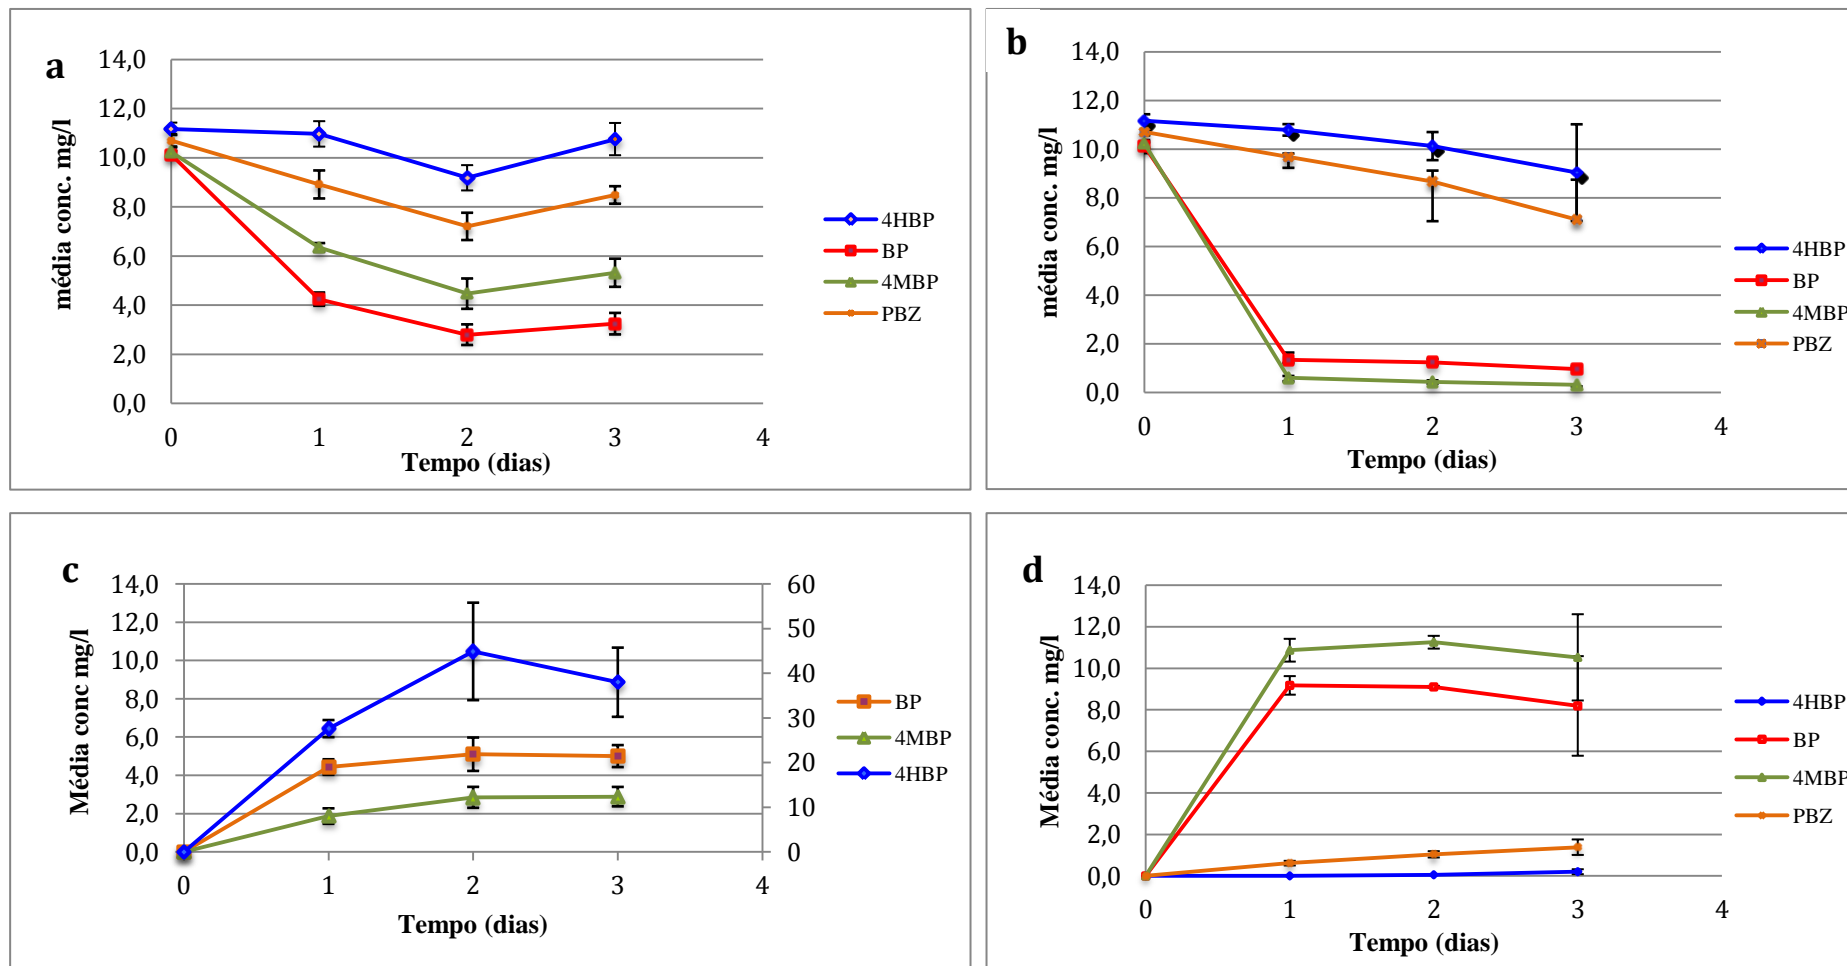 a
média conc. mg/l
14,0
12,0
10,0
8,0
6,0
4,0
2,0
0,0
0 1 2 3 4
Tempo (dias)
4HBP
BP
4MBP
PBZ
b
média conc. mg/l
14,0
12,0
10,0
8,0
6,0
4,0
2,0
0,0
0 1 2 3 4
Tempo (dias)
4HBP
BP
4MBP
PBZ
c
Média conc mg/l
14,0
12,0
10,0
8,0
6,0
4,0
2,0
0,0
60
50
40
30
20
10
0
0 1 2 3 4
Tempo (dias)
BP
4MBP
4HBP
d
Média conc. mg/l
14,0
12,0
10,0
8,0
6,0
4,0
2,0
0,0
0 1 2 3 4
Tempo (dias)
4HBP
BP
4MBP
PBZ